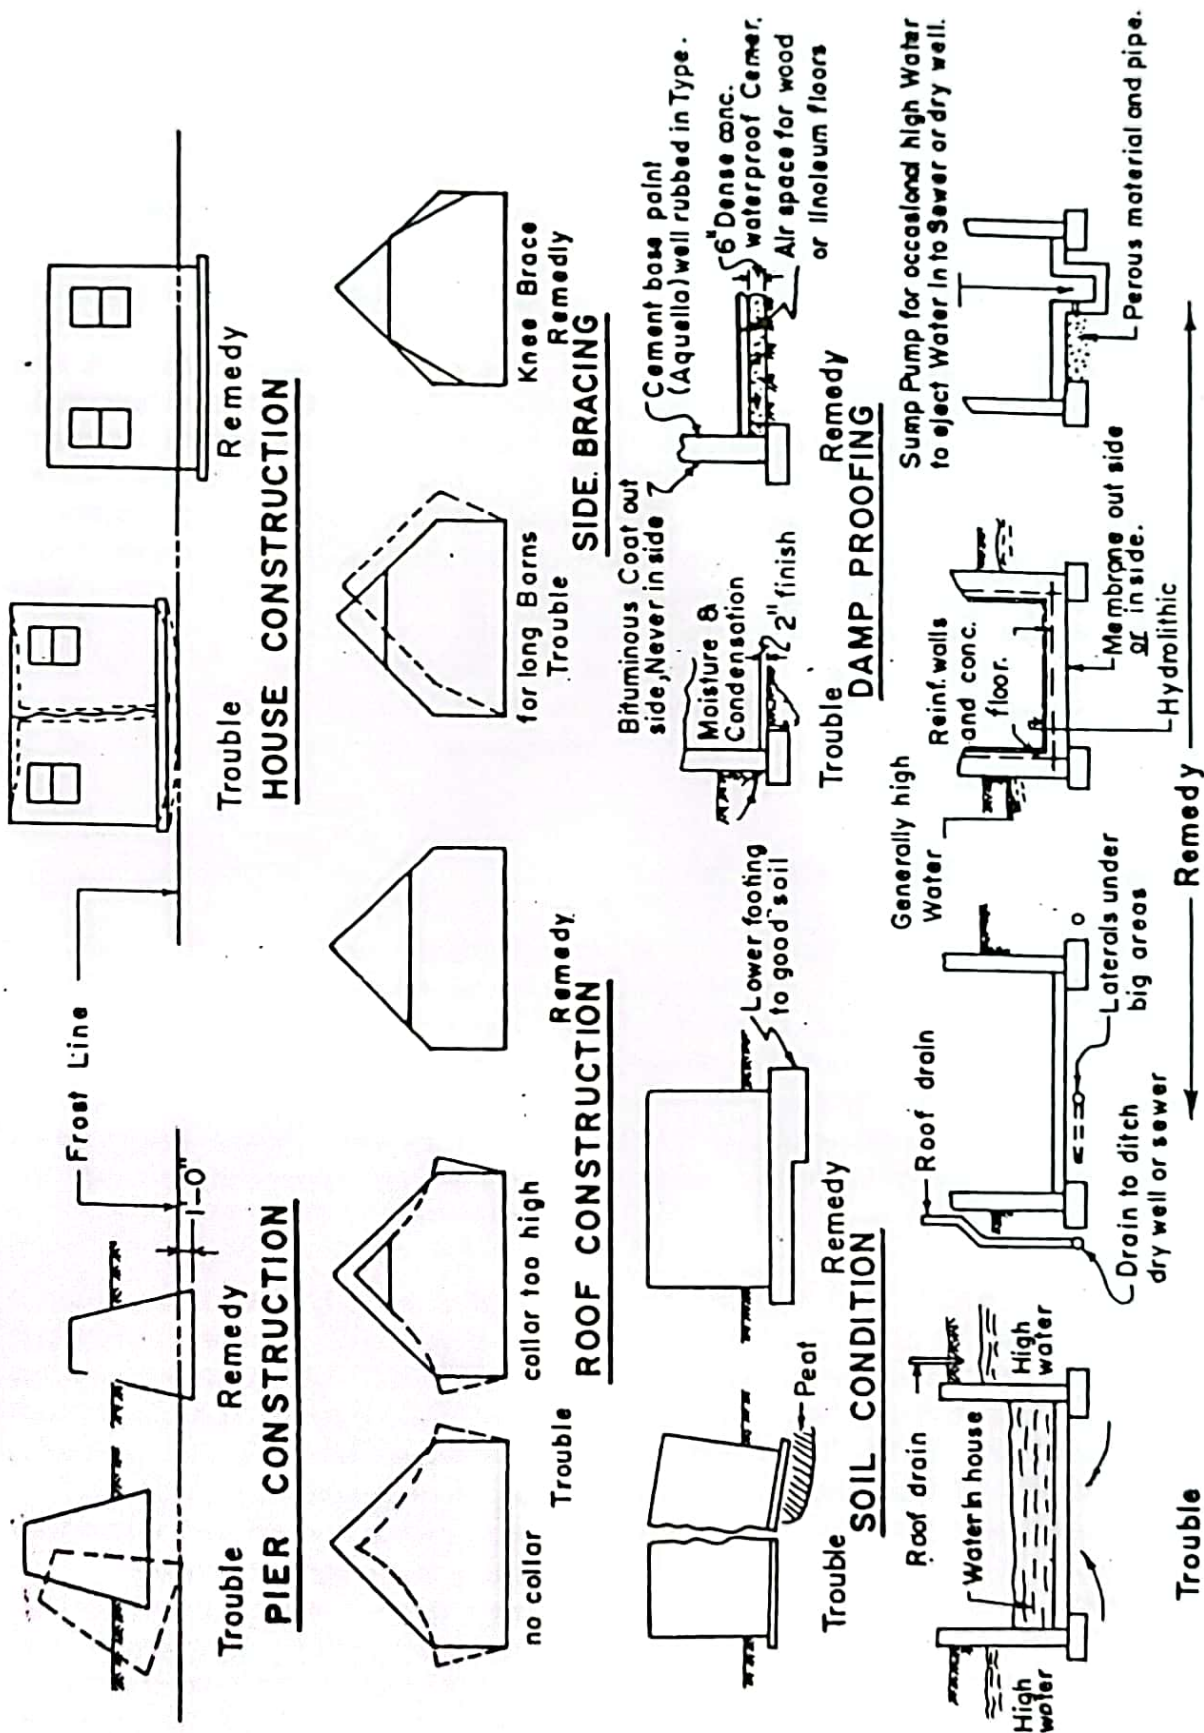 Frost Line
1'-0"
Trouble
Remedy
PIER CONSTRUCTION
Trouble
Remedy
HOUSE CONSTRUCTION
no collar
collar too high
Trouble
Remedy
ROOF CONSTRUCTION
for long Barns
Trouble
Knee Brace
Remedy
SIDE. BRACING
Peat
Lower footing
to good soil
Trouble
Remedy
SOIL CONDITION
Bituminous Coat out
side, Never in side
Moisture &
Condensation
2" finish
Cement base paint
(Aquella) well rubbed in Type.
6" Dense conc.
waterproof Cemer.
Air space for wood
or linoleum floors
Trouble
Remedy
DAMP PROOFING
Roof drain
Water in house
High
water
High
water
Trouble
Roof drain
Drain to ditch
dry well or sewer
Laterals under
big areas
Generally high
Water
Reinf. walls
and conc.
floor.
Membrane out side
or in side.
Hydrolithic
Sump Pump for occasional high Water
to eject Water In to Sewer or dry well.
Perous material and pipe.
Remedy